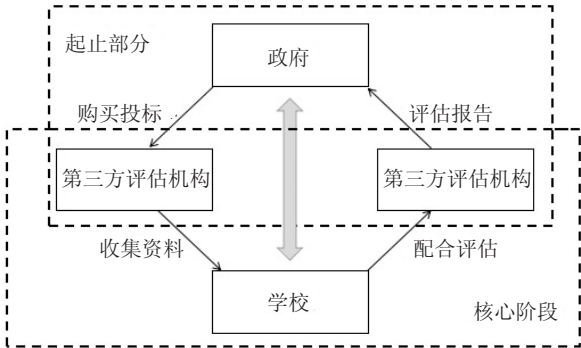 起止部分
政府
购买投标
评估报告
第三方评估机构
第三方评估机构
收集资料
配合评估
学校
核心阶段